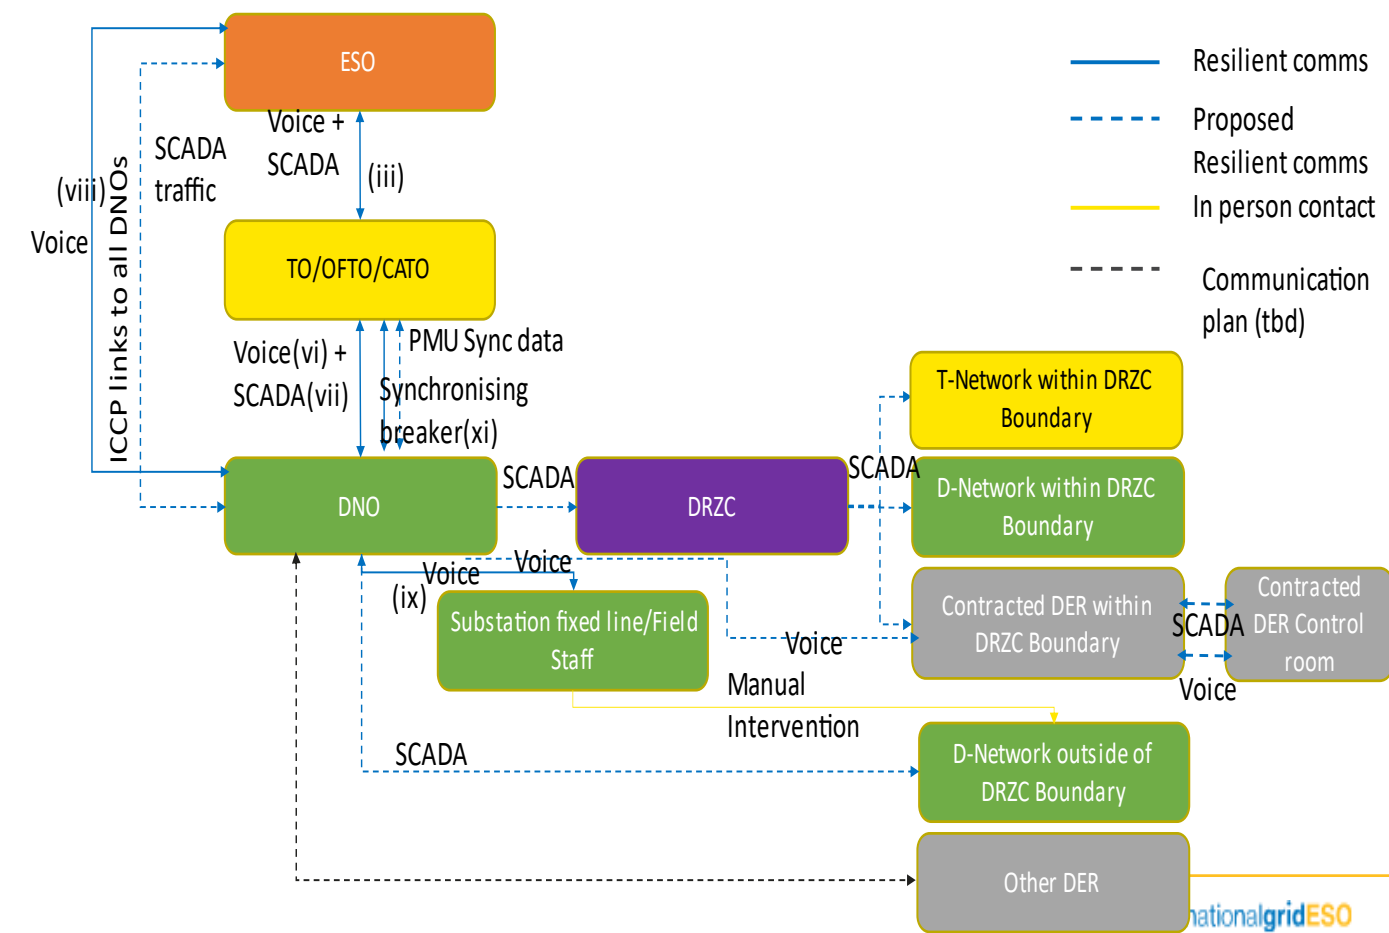 ESO
Resilient comms
Proposed
Resilient comms
In person contact
Communication
plan (tbd)
Voice +
SCADA
(iii)
SCADA
traffic
(viii)
Voice
ICCP links to all DNOs
TO/OFTO/CATO
Voice(vi) +
SCADA(vii)
PMU Sync data
Synchronising
breaker(xi)
T-Network within DRZC
Boundary
DNO
SCADA
DRZC
SCADA
D-Network within DRZC
Boundary
Voice
Voice
(ix)
Substation fixed line/Field
Staff
Contracted DER within
DRZC Boundary
SCADA
Voice
Contracted
DER Control
room
Voice
Manual
Intervention
SCADA
D-Network outside of
DRZC Boundary
Other DER
nationalgridESO